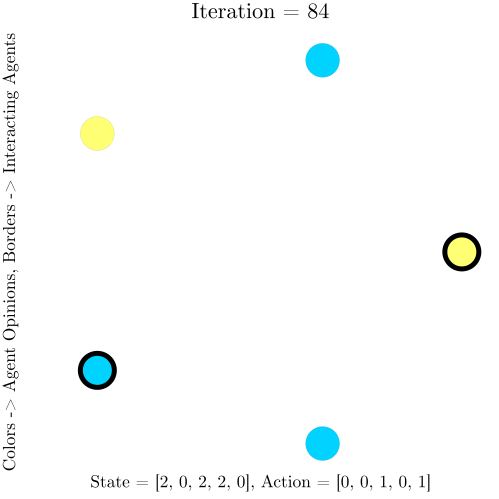 Iteration = 84
Colors -> Agent Opinions, Borders -> Interacting Agents
State = [2, 0, 2, 2, 0], Action = [0, 0, 1, 0, 1]